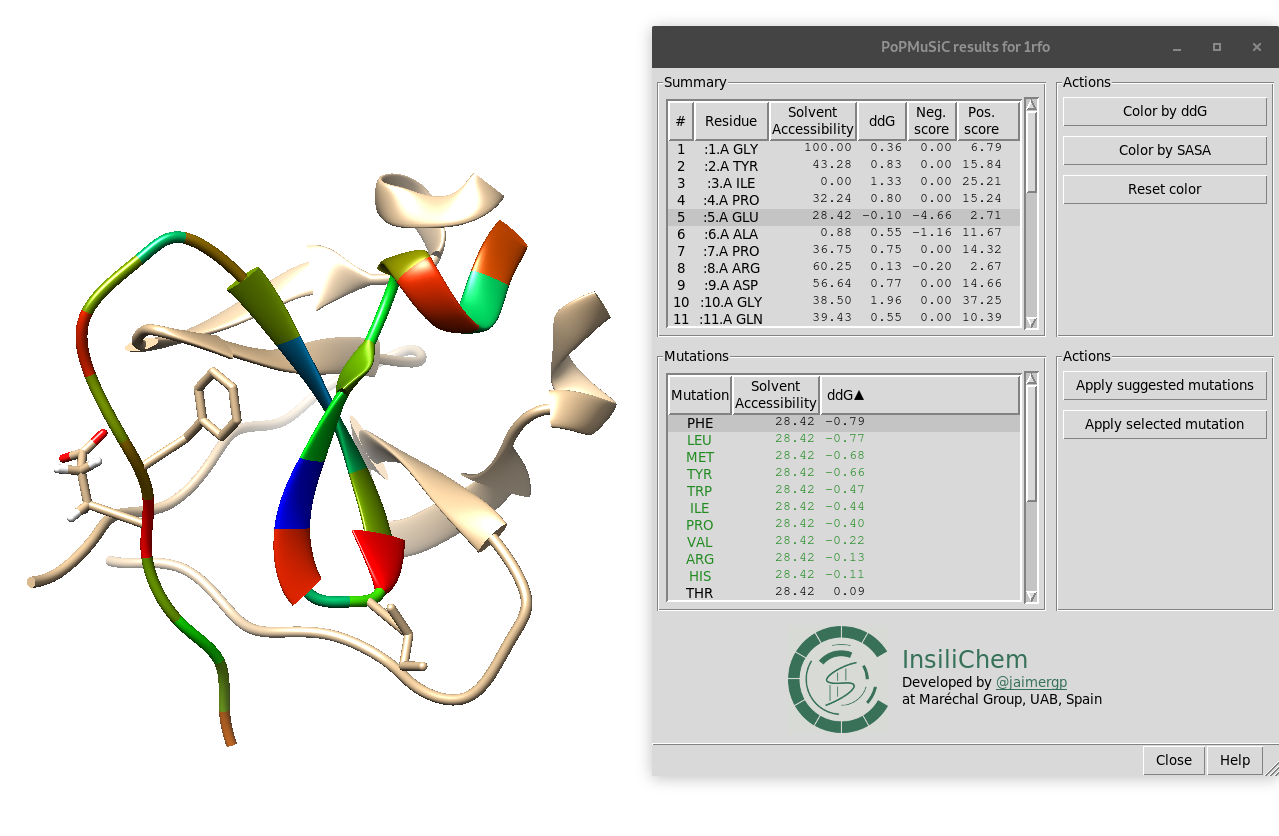 PoPMuSiC results for 1rfo
Summary
# Residue Solvent Accessibility ddG Neg. score Pos. score
1 :1.A GLY 100.00 0.36 0.00 6.79
2 :2.A TYR 43.28 0.83 0.00 15.84
3 :3.A ILE 0.00 1.33 0.00 25.21
4 :4.A PRO 32.24 0.80 0.00 15.24
5 :5.A GLU 28.42 −0.10 −4.66 2.71
6 :6.A ALA 0.88 0.55 −1.16 11.67
7 :7.A PRO 36.75 0.75 0.00 14.32
8 :8.A ARG 60.25 0.13 −0.20 2.67
9 :9.A ASP 56.64 0.77 0.00 14.66
10 :10.A GLY 38.50 1.96 0.00 37.25
11 :11.A GLN 39.43 0.55 0.00 10.39
Actions
Color by ddG
Color by SASA
Reset color
Mutations
Mutation Solvent Accessibility ddG▲
PHE 28.42 −0.79
LEU 28.42 −0.77
MET 28.42 −0.68
TYR 28.42 −0.66
TRP 28.42 −0.47
ILE 28.42 −0.44
PRO 28.42 −0.40
VAL 28.42 −0.22
ARG 28.42 −0.13
HIS 28.42 −0.11
THR 28.42 0.09
Actions
Apply suggested mutations
Apply selected mutation
InsiliChem
Developed by @jaimergp
at Maréchal Group, UAB, Spain
Close
Help